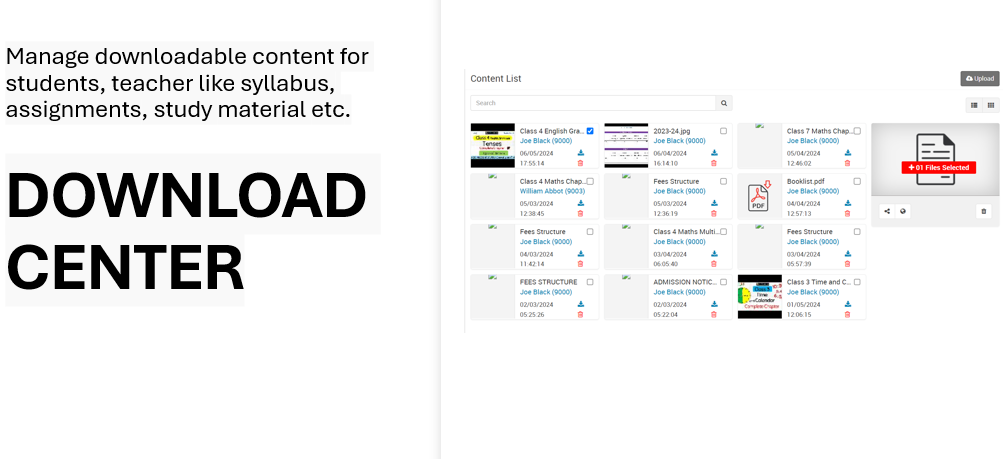 Manage downloadable content for
students, teacher like syllabus,
assignments, study material etc.
DOWNLOAD
CENTER
Content List
Upload
Search
Class 4 English Gra...
Joe Black (9000)
06/05/2024
17:55:14
2023-24.jpg
Joe Black (9000)
06/04/2024
16:14:10
Class 7 Maths Chap...
Joe Black (9000)
05/04/2024
12:46:02
+ 01 Files Selected
Class 4 Maths Chap...
William Abbot (9003)
05/03/2024
12:38:45
Fees Structure
Joe Black (9000)
05/03/2024
12:36:19
PDF
Booklist.pdf
Joe Black (9000)
04/04/2024
12:57:13
Fees Structure
Joe Black (9000)
04/03/2024
11:42:14
Class 4 Maths Multi...
Joe Black (9000)
03/04/2024
06:05:40
Fees Structure
Joe Black (9000)
03/04/2024
05:57:39
FEES STRUCTURE
Joe Black (9000)
02/03/2024
05:25:26
ADMISSION NOTIC...
Joe Black (9000)
02/03/2024
05:22:04
Class 3 Time and C...
Joe Black (9000)
01/05/2024
12:06:15
Tenses
Time
Calendar